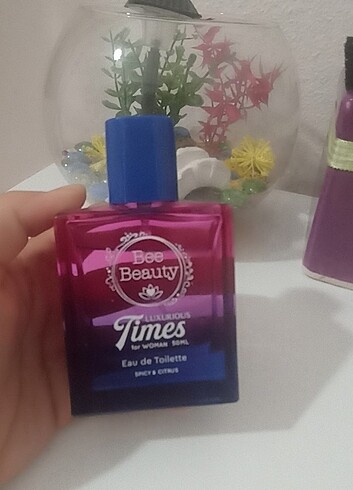 Bee
Beauty
LUXURIOUS
Times
for WOMAN 50ML
Eau de Toilette
SPICY & CITRUS